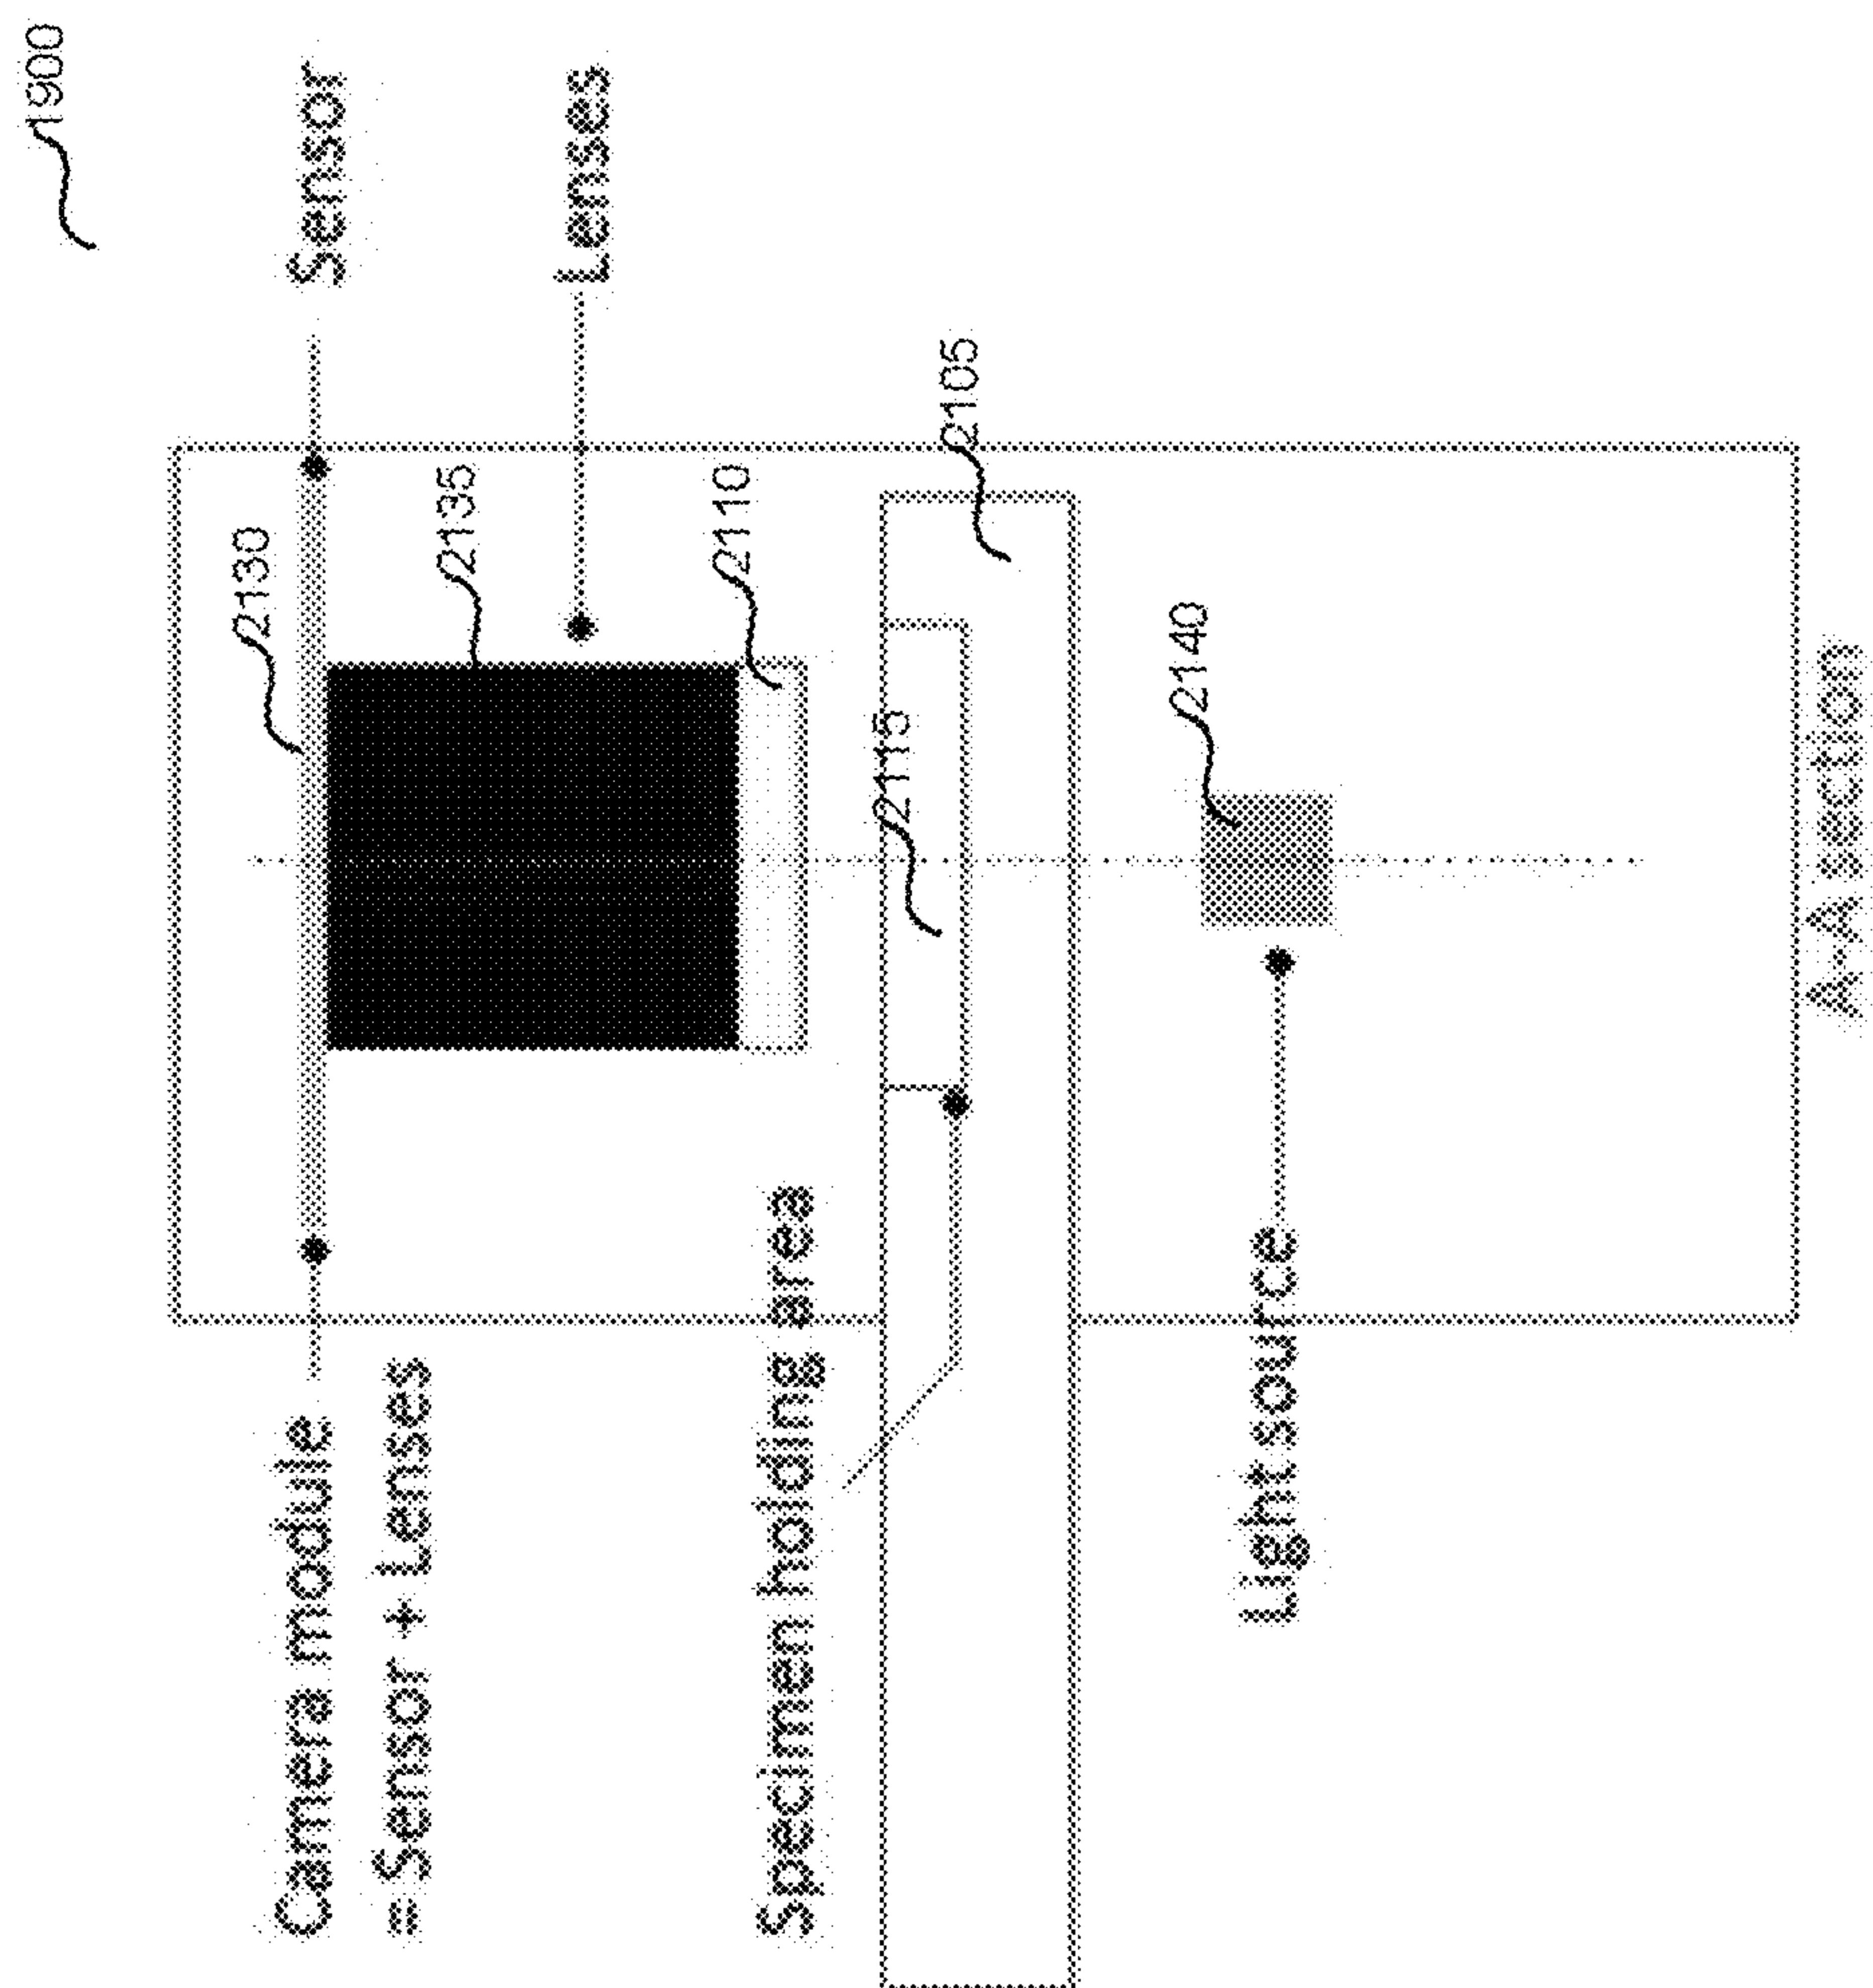 1900
Sensor
Lenses
2130
2135
2110
2105
2115
2140
Camera module
= Sensor + Lenses
Specimen holding area
Light source
A-A section